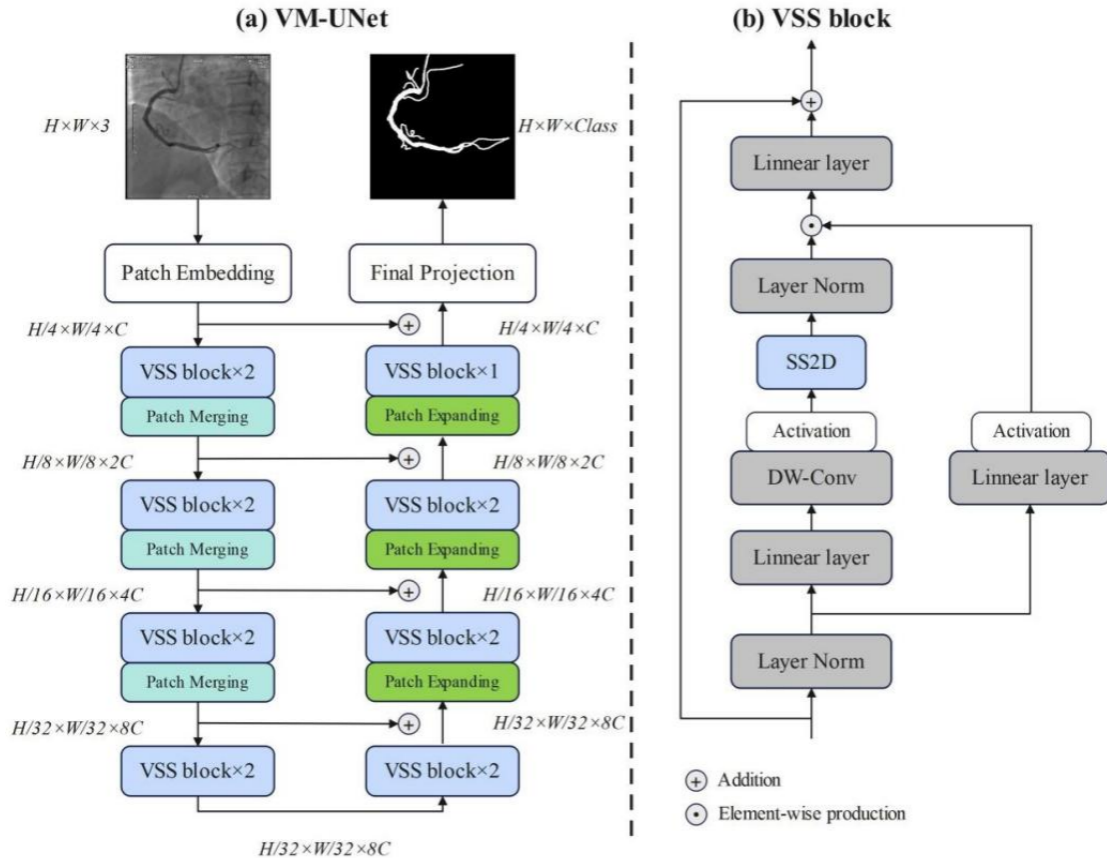 (a) VM-UNet
H×W×3
H×W×Class
Patch Embedding
Final Projection
H/4×W/4×C
H/4×W/4×C
VSS block×2
VSS block×1
Patch Merging
Patch Expanding
H/8×W/8×2C
H/8×W/8×2C
VSS block×2
VSS block×2
Patch Merging
Patch Expanding
H/16×W/16×4C
H/16×W/16×4C
VSS block×2
VSS block×2
Patch Merging
Patch Expanding
H/32×W/32×8C
H/32×W/32×8C
VSS block×2
VSS block×2
H/32×W/32×8C
(b) VSS block
Linnear layer
Layer Norm
SS2D
Activation
Activation
DW-Conv
Linnear layer
Linnear layer
Layer Norm
Addition
Element-wise production